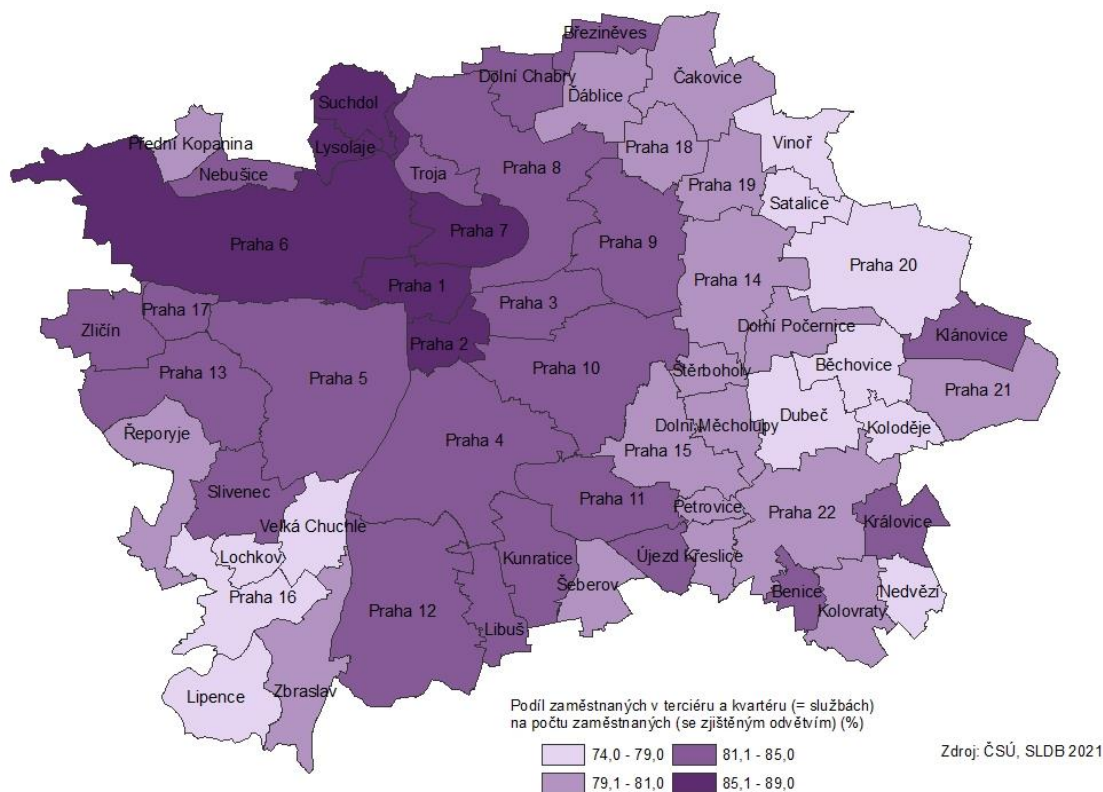 Březiněves
Dolní Chabry
Ďáblice
Čakovice
Suchdol
Lysolaje
Přední Kopanina
Nebušice
Troja
Praha 8
Praha 18
Praha 19
Vinoř
Satalice
Praha 6
Praha 7
Praha 9
Praha 14
Praha 20
Praha 1
Praha 3
Praha 17
Zličín
Praha 2
Dolní Počernice
Klánovice
Praha 13
Praha 5
Praha 10
Štěrboholy
Běchovice
Praha 21
Dubeč
Koloděje
Řeporyje
Praha 4
Dolní Měcholupy
Praha 15
Slivenec
Velká Chuchle
Praha 11
Petrovice
Praha 22
Královice
Lochkov
Kunratice
Újezd
Křeslice
Šeberov
Praha 16
Praha 12
Libuš
Benice
Kolovraty
Nedvězí
Lipence
Zbraslav
Podíl zaměstnaných v terciéru a kvartéru (= službách)
na počtu zaměstnaných (se zjištěným odvětvím) (%)
74,0 - 79,0
81,1 - 85,0
79,1 - 81,0
85,1 - 89,0
Zdroj: ČSÚ, SLDB 2021